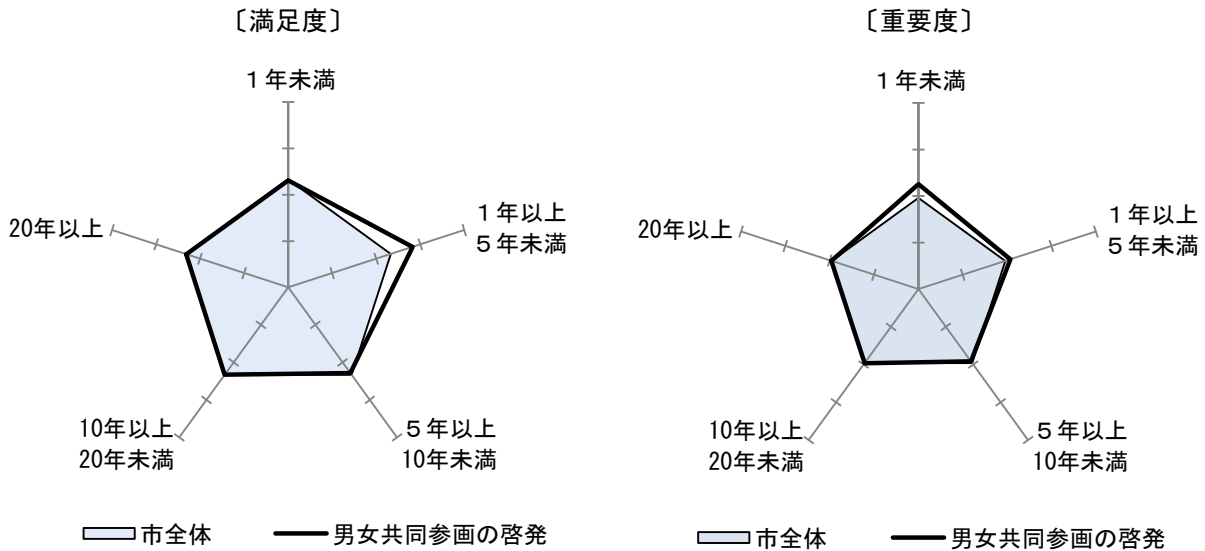 〔満足度〕
１年未満
１年以上
５年未満
５年以上
10年未満
10年以上
20年未満
20年以上
市全体
男女共同参画の啓発
〔重要度〕
１年未満
１年以上
５年未満
５年以上
10年未満
10年以上
20年未満
20年以上
市全体
男女共同参画の啓発